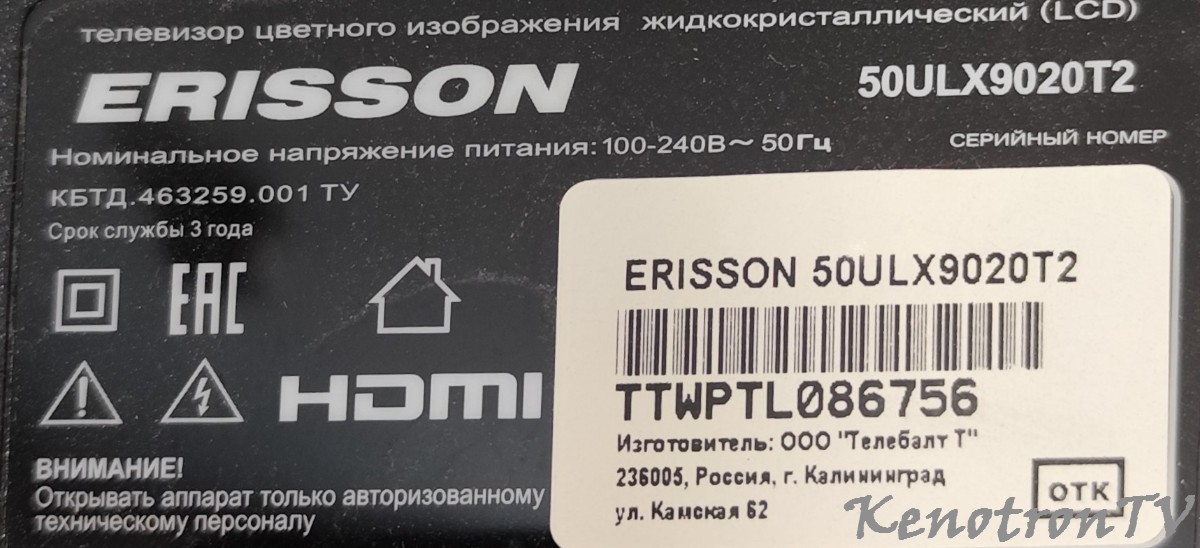 телевизор цветного изображения жидкокристаллический (LCD)
ERISSON
50ULX9020T2
Номинальное напряжение питания: 100-240В~ 50Гц
СЕРИЙНЫЙ НОМЕР
КБТД.463259.001 ТУ
Срок службы 3 года
EAC
HDMI
ВНИМАНИЕ!
Открывать аппарат только авторизованному
техническому персоналу
ERISSON 50ULX9020T2
TTWPTL086756
Изготовитель: ООО "Телебалт Т"
236005, Россия, г. Калининград
ул. Камская 62
ОТК
KenotronTV